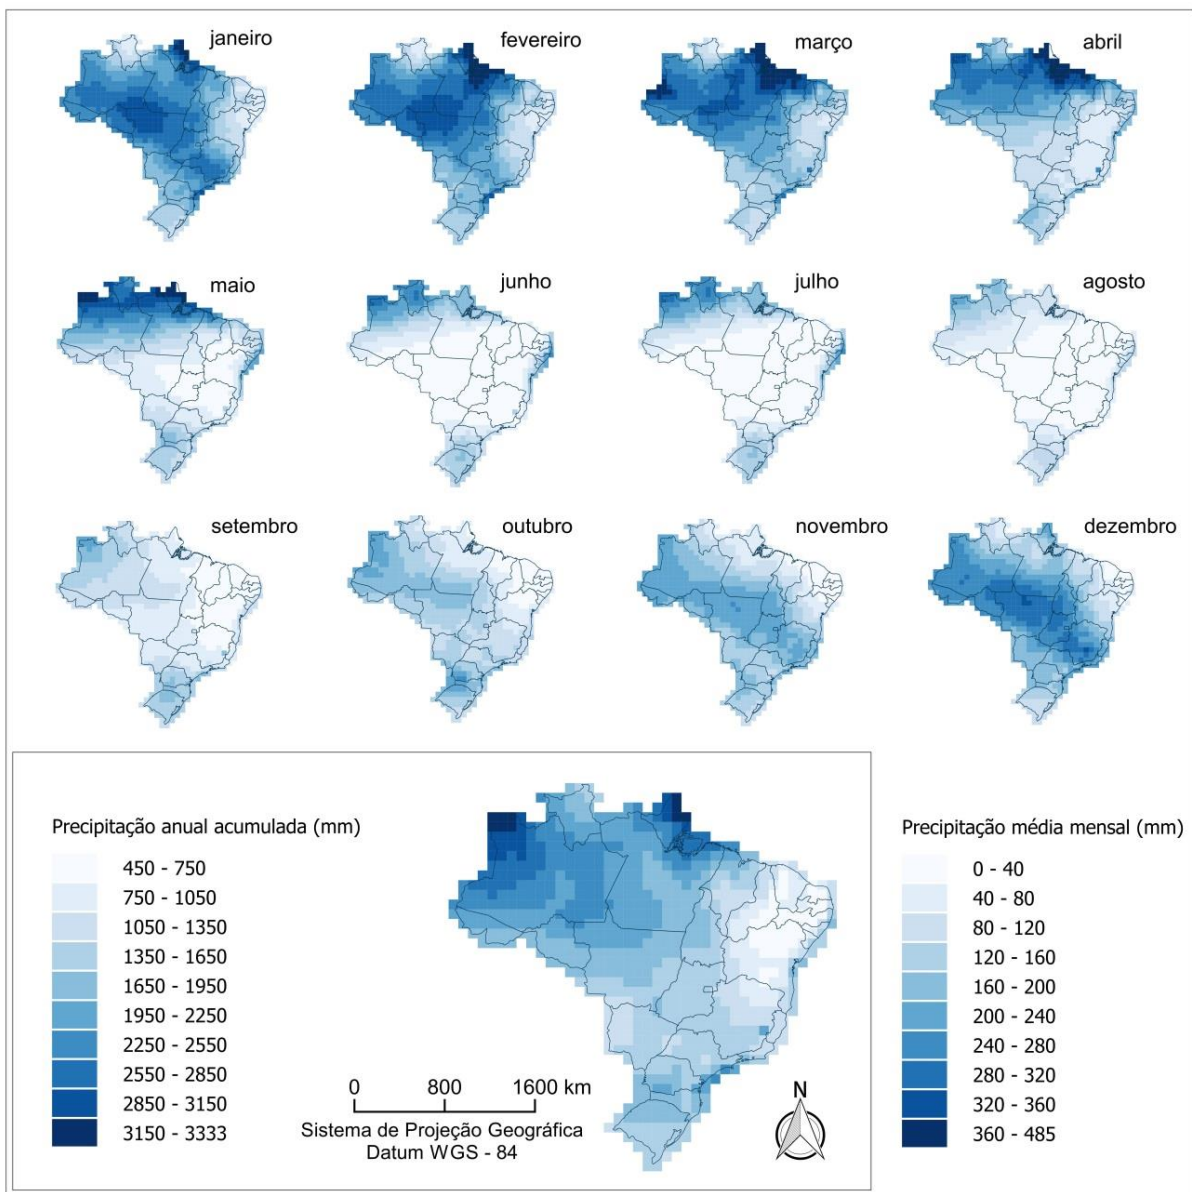 janeiro
fevereiro
março
abril
maio
junho
julho
agosto
setembro
outubro
novembro
dezembro
Precipitação anual acumulada (mm)
450 - 750
750 - 1050
1050 - 1350
1350 - 1650
1650 - 1950
1950 - 2250
2250 - 2550
2550 - 2850
2850 - 3150
3150 - 3333
0 800 1600 km
Sistema de Projeção Geográfica
Datum WGS - 84
N
Precipitação média mensal (mm)
0 - 40
40 - 80
80 - 120
120 - 160
160 - 200
200 - 240
240 - 280
280 - 320
320 - 360
360 - 485